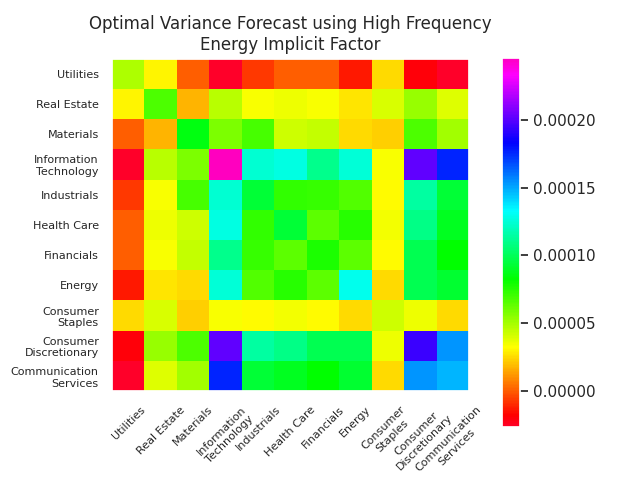 Optimal Variance Forecast using High Frequency
Energy Implicit Factor
Utilities
Real Estate
Materials
Information
Technology
Industrials
Health Care
Financials
Energy
Consumer
Staples
Consumer
Discretionary
Communication
Services
0.00020
0.00015
0.00010
0.00005
0.00000
Utilities
Real Estate
Materials
Information
Technology
Industrials
Health Care
Financials
Energy
Consumer
Staples
Consumer
Discretionary
Communication
Services